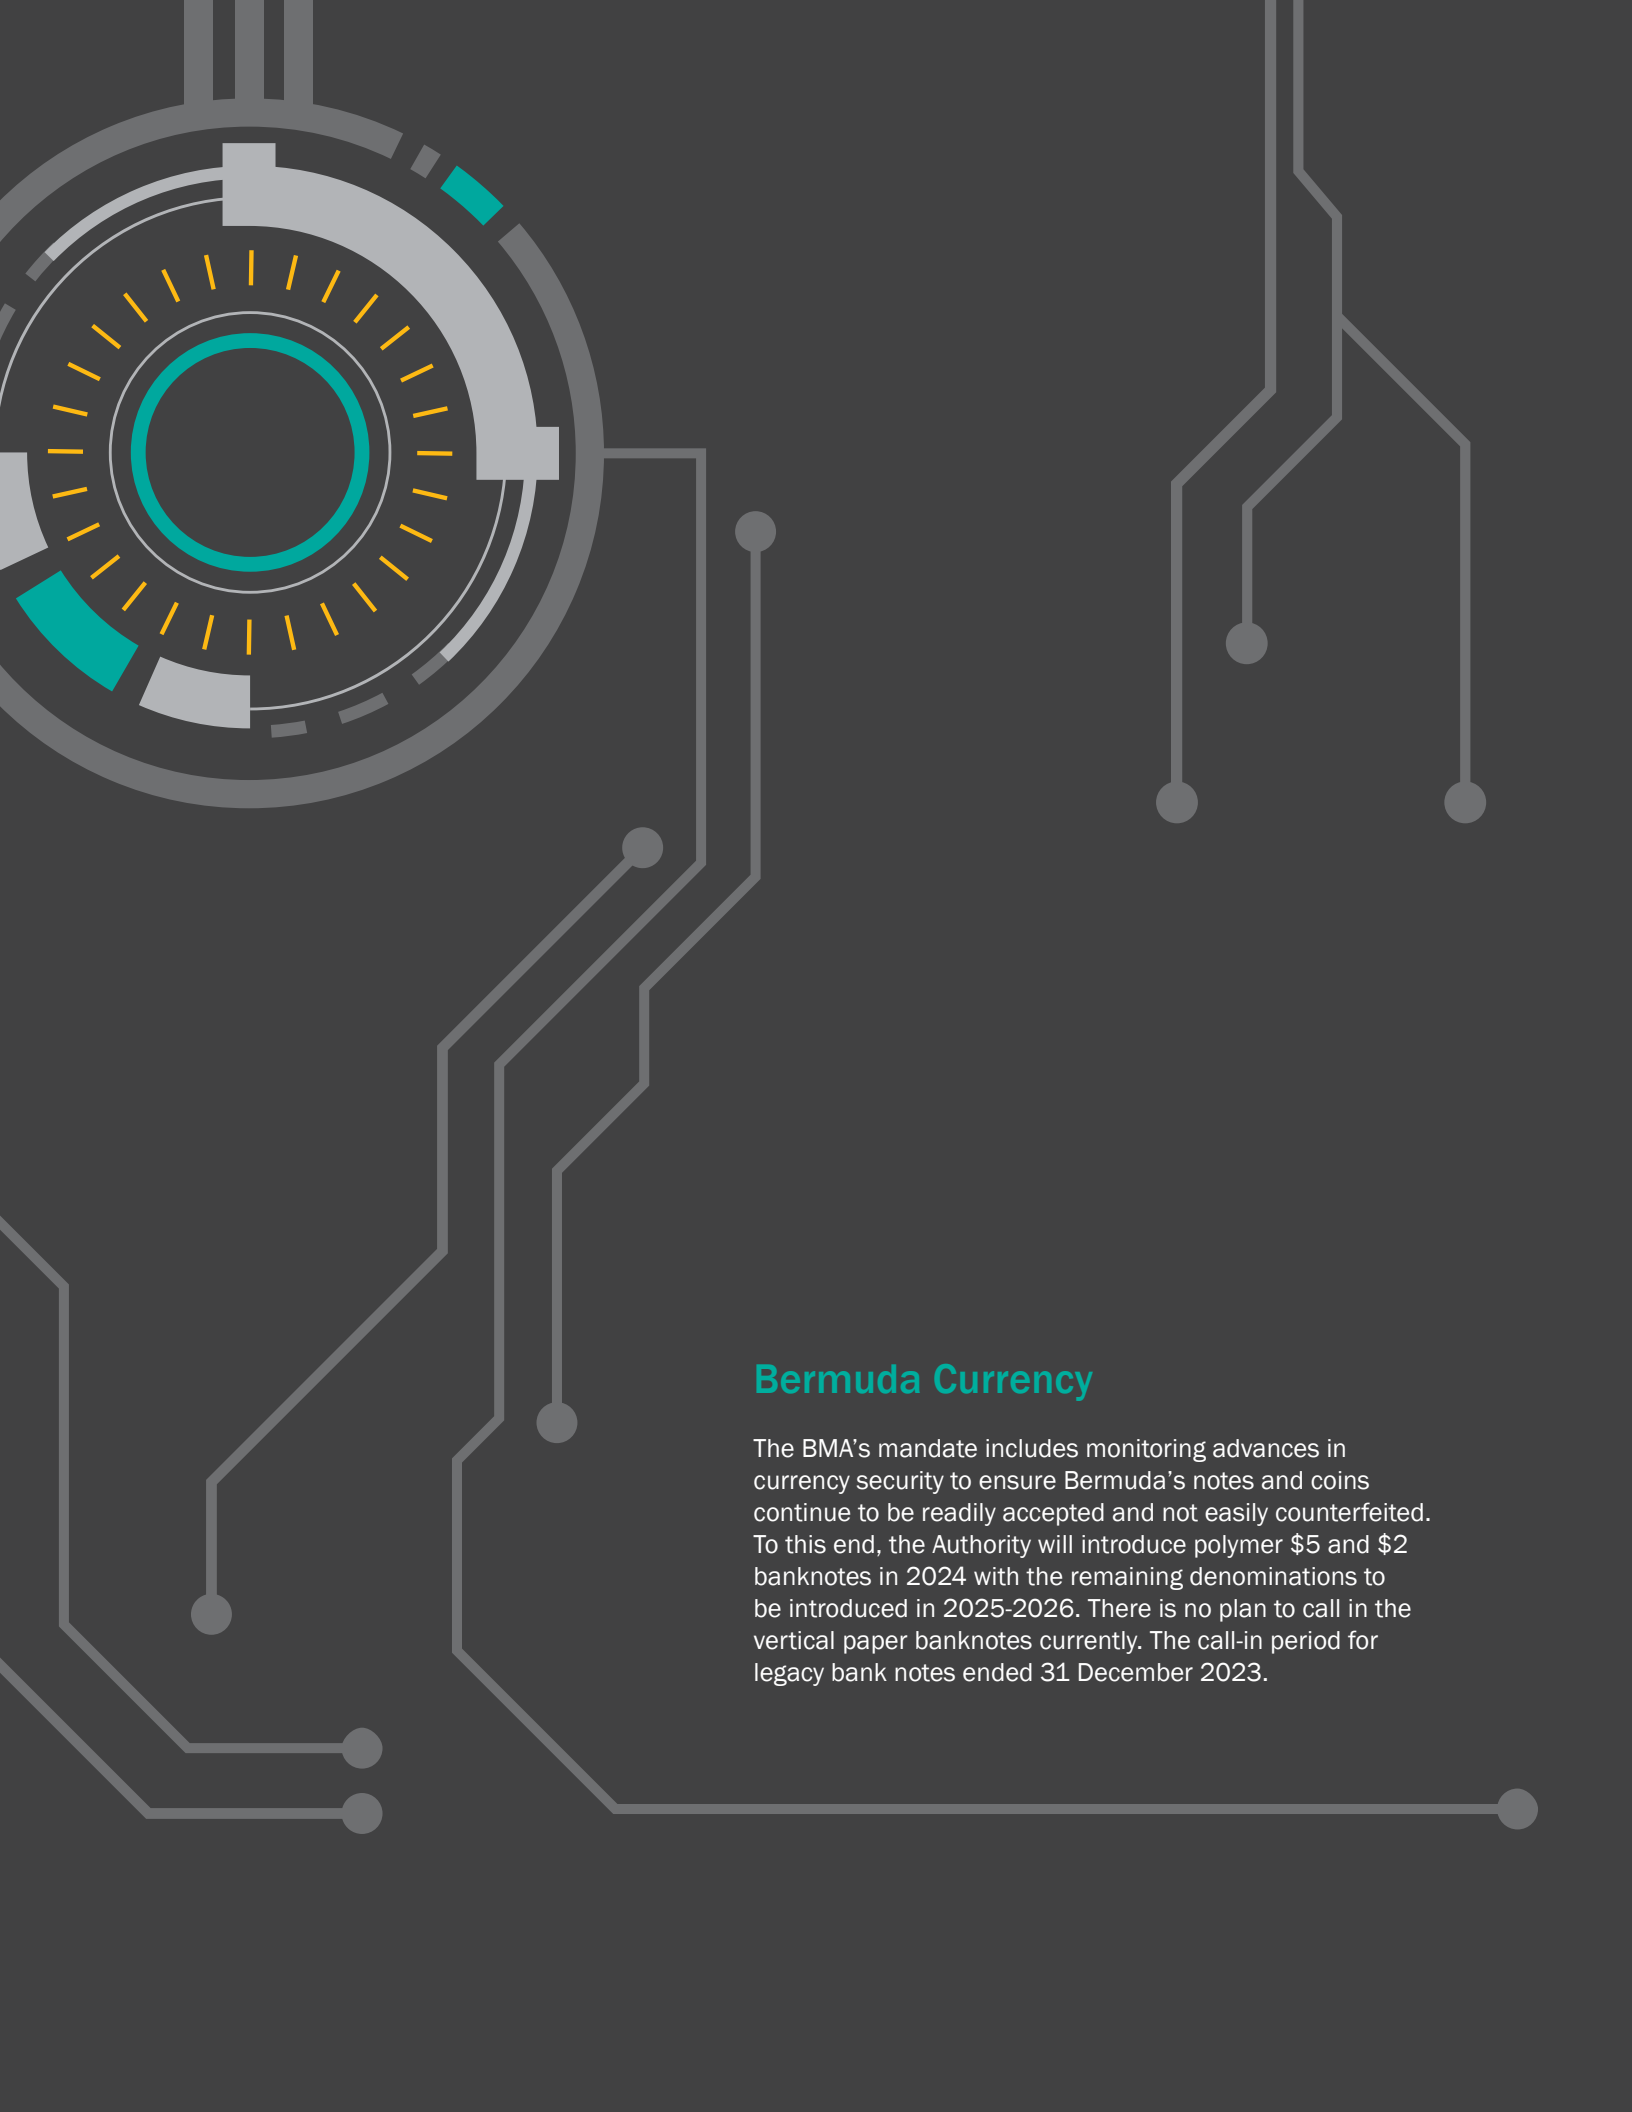 Bermuda Currency
The BMA’s mandate includes monitoring advances in
currency security to ensure Bermuda’s notes and coins
continue to be readily accepted and not easily counterfeited.
To this end, the Authority will introduce polymer $5 and $2
banknotes in 2024 with the remaining denominations to
be introduced in 2025-2026. There is no plan to call in the
vertical paper banknotes currently. The call-in period for
legacy bank notes ended 31 December 2023.